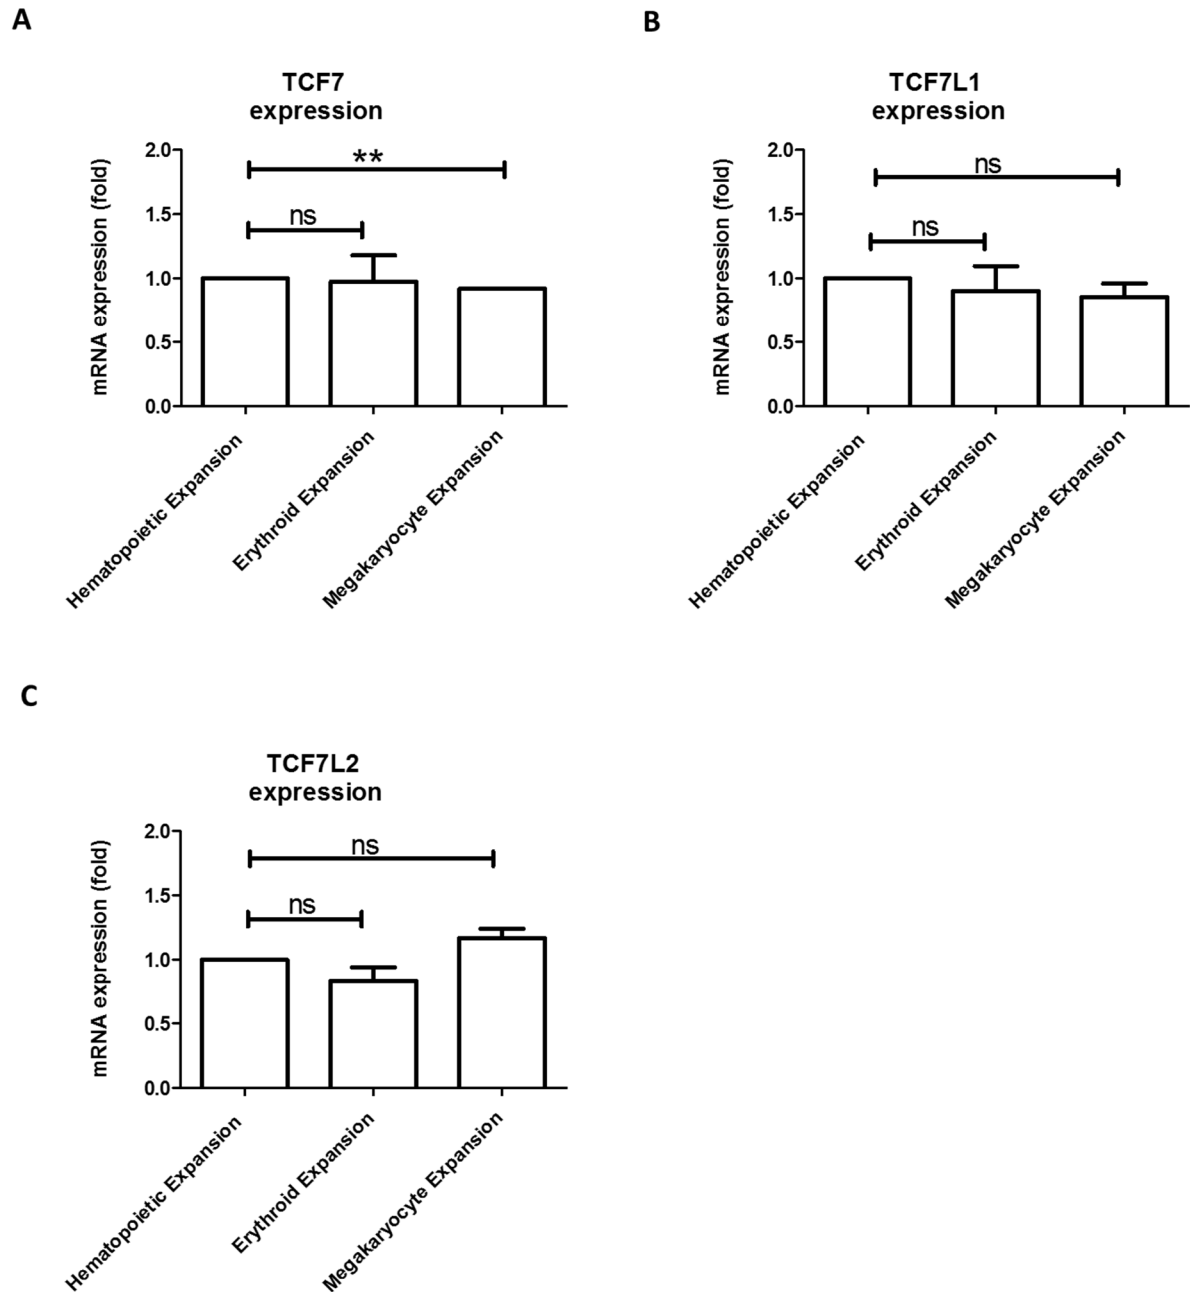 A
TCF7
expression
mRNA expression (fold)
2.0
1.5
1.0
0.5
0.0
**
ns
Hematopoietic Expansion
Erythroid Expansion
Megakaryocyte Expansion
B
TCF7L1
expression
mRNA expression (fold)
2.0
1.5
1.0
0.5
0.0
ns
ns
Hematopoietic Expansion
Erythroid Expansion
Megakaryocyte Expansion
C
TCF7L2
expression
mRNA expression (fold)
2.0
1.5
1.0
0.5
0.0
ns
ns
Hematopoietic Expansion
Erythroid Expansion
Megakaryocyte Expansion